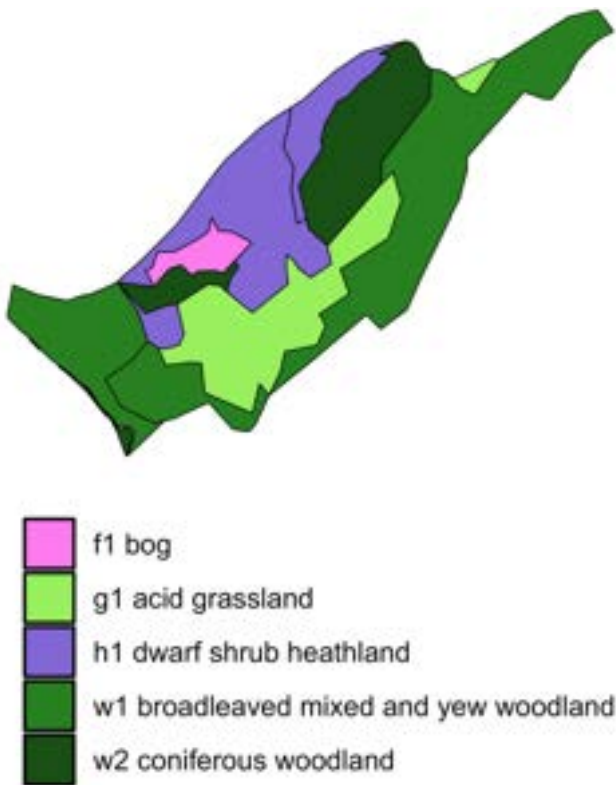 f1 bog
g1 acid grassland
h1 dwarf shrub heathland
w1 broadleaved mixed and yew woodland
w2 coniferous woodland